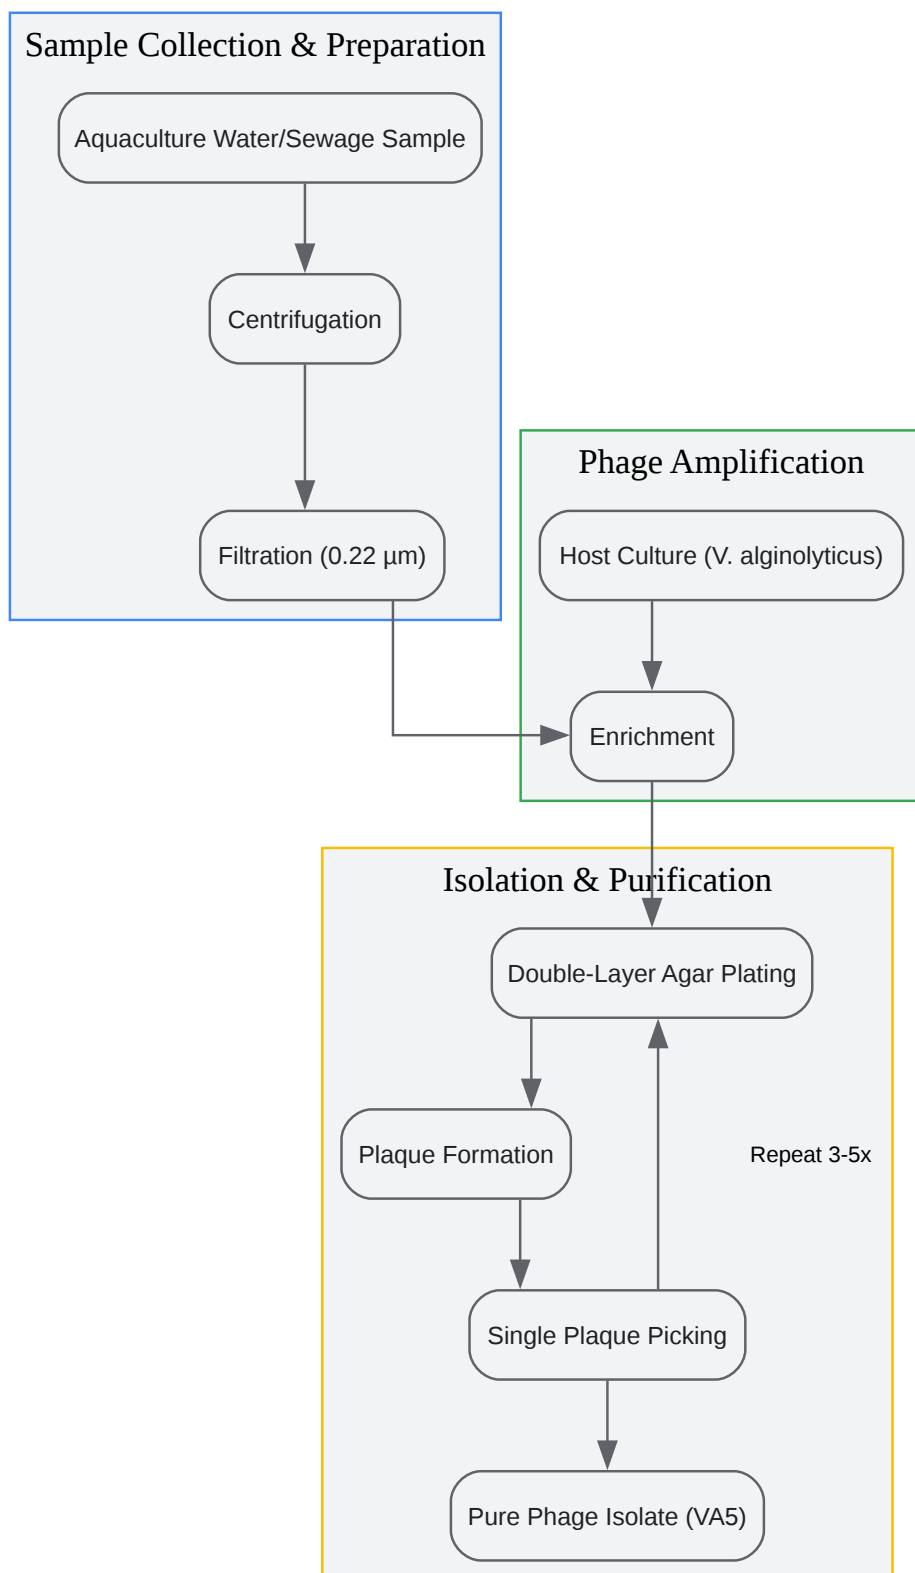 Sample Collection & Preparation
Aquaculture Water/Sewage Sample
Centrifugation
Filtration (0.22 µm)
Phage Amplification
Host Culture (V. alginolyticus)
Enrichment
Isolation & Purification
Double-Layer Agar Plating
Plaque Formation
Repeat 3-5x
Single Plaque Picking
Pure Phage Isolate (VA5)